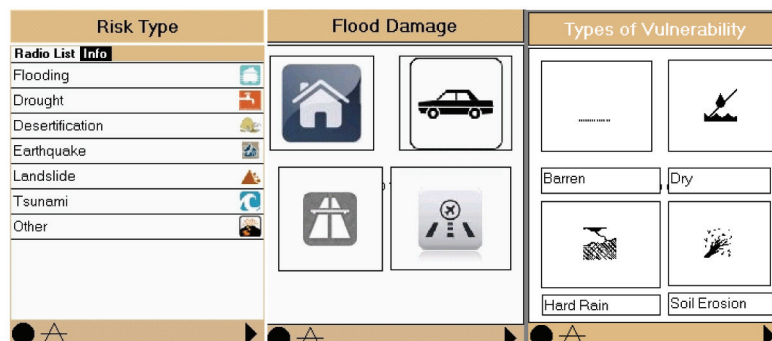 Risk Type
Radio List Info
Flooding
Drought
Desertification
Earthquake
Landslide
Tsunami
Other
Flood Damage
Types of Vulnerability
Barren
Dry
Hard Rain
Soil Erosion